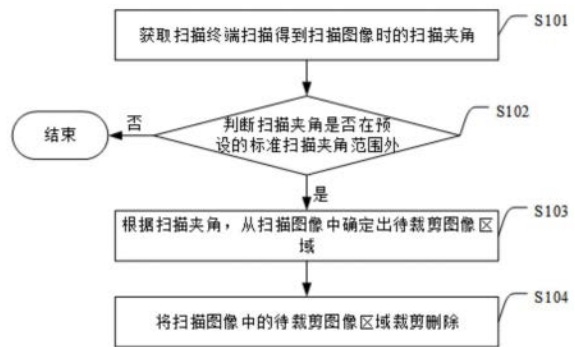 获取扫描终端扫描得到扫描图像时的扫描夹角
S101
判断扫描夹角是否在预
设的标准扫描夹角范围外
S102
否
结束
是
根据扫描夹角，从扫描图像中确定出待裁剪图像区
域
S103
将扫描图像中的待裁剪图像区域裁剪删除
S104